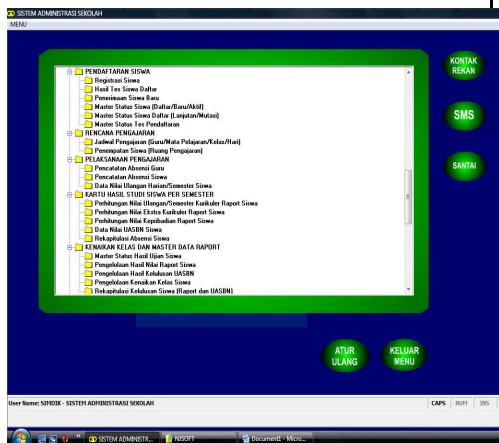 SISTEM ADMINISTRASI SEKOLAH
MENU
PENDAFTARAN SISWA
Registrasi Siswa
Hasil Tes Siswa Daftar
Penerimaan Siswa Baru
Master Status Siswa (Daftar/Baru/Aktif)
Master Status Siswa Daftar (Lanjutan/Mutasi)
Master Status Tes Pendaftaran
RENCANA PENGAJARAN
Jadwal Pengajaran (Guru/Mata Pelajaran/Kelas/Hari)
Penempatan Siswa (Ruang Pengajaran)
PELAKSANAAN PENGAJARAN
Pencatatan Absensi Guru
Pencatatan Absensi Siswa
Data Nilai Ulangan Harian/Semester Siswa
KARTU HASIL STUDI SISWA PER SEMESTER
Perhitungan Nilai Ulangan/Semester Kurikuler Raport Siswa
Perhitungan Nilai Ekstra Kurikuler Raport Siswa
Perhitungan Nilai Kepribadian Raport Siswa
Data Nilai UASBN Siswa
Rekapitulasi Absensi Siswa
KENAIKAN KELAS DAN MASTER DATA RAPORT
Master Status Hasil Ujian Siswa
Pengelolaan Hasil Nilai Raport Siswa
Pengelolaan Hasil Kelulusan UASBN
Pengelolaan Kenaikan Kelas Siswa
Rekapitulasi Kelulusan Siswa (Raport dan UASBN)
KONTAK
REKAN
SMS
SANTAI
ATUR
ULANG
KELUAR
MENU
User Name: SIMDIK - SISTEM ADMINISTRASI SEKOLAH
CAPS NUM INS
SISTEM ADMINISTR... NJSOFT Document1 - Micro...